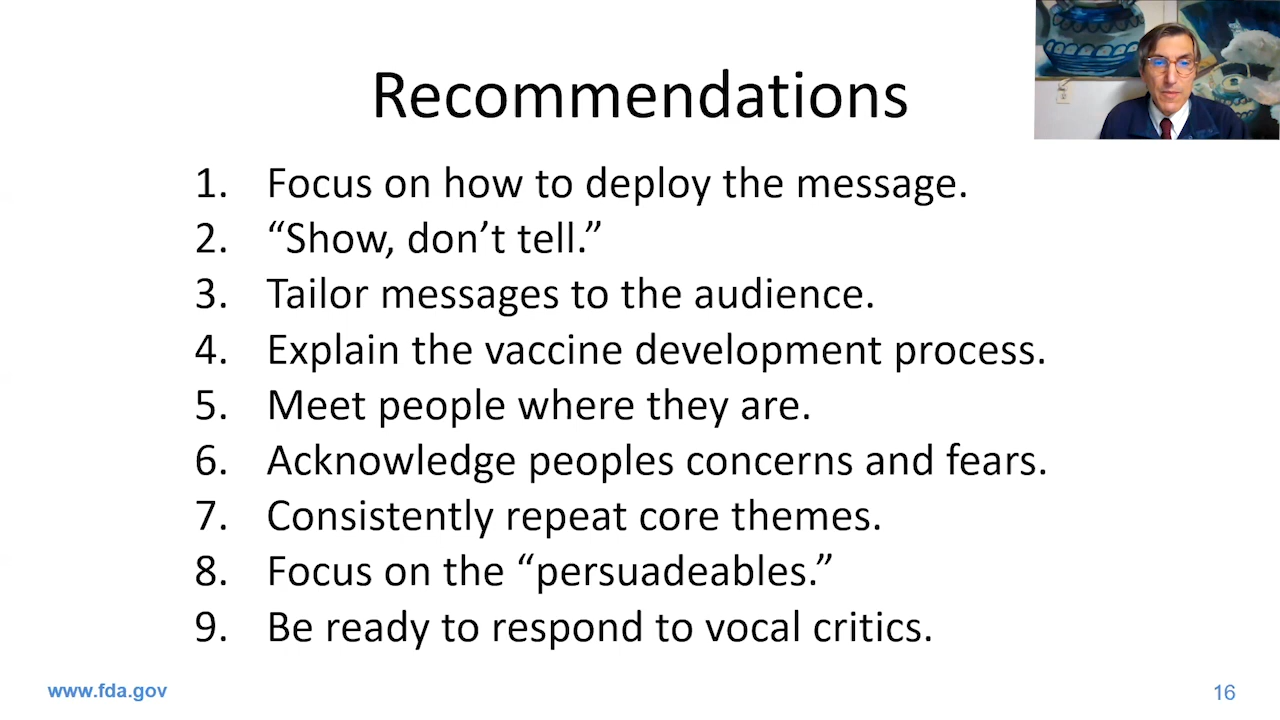 Recommendations
1. Focus on how to deploy the message.
2. “Show, don’t tell.”
3. Tailor messages to the audience.
4. Explain the vaccine development process.
5. Meet people where they are.
6. Acknowledge peoples concerns and fears.
7. Consistently repeat core themes.
8. Focus on the “persuadeables.”
9. Be ready to respond to vocal critics.
www.fda.gov
16